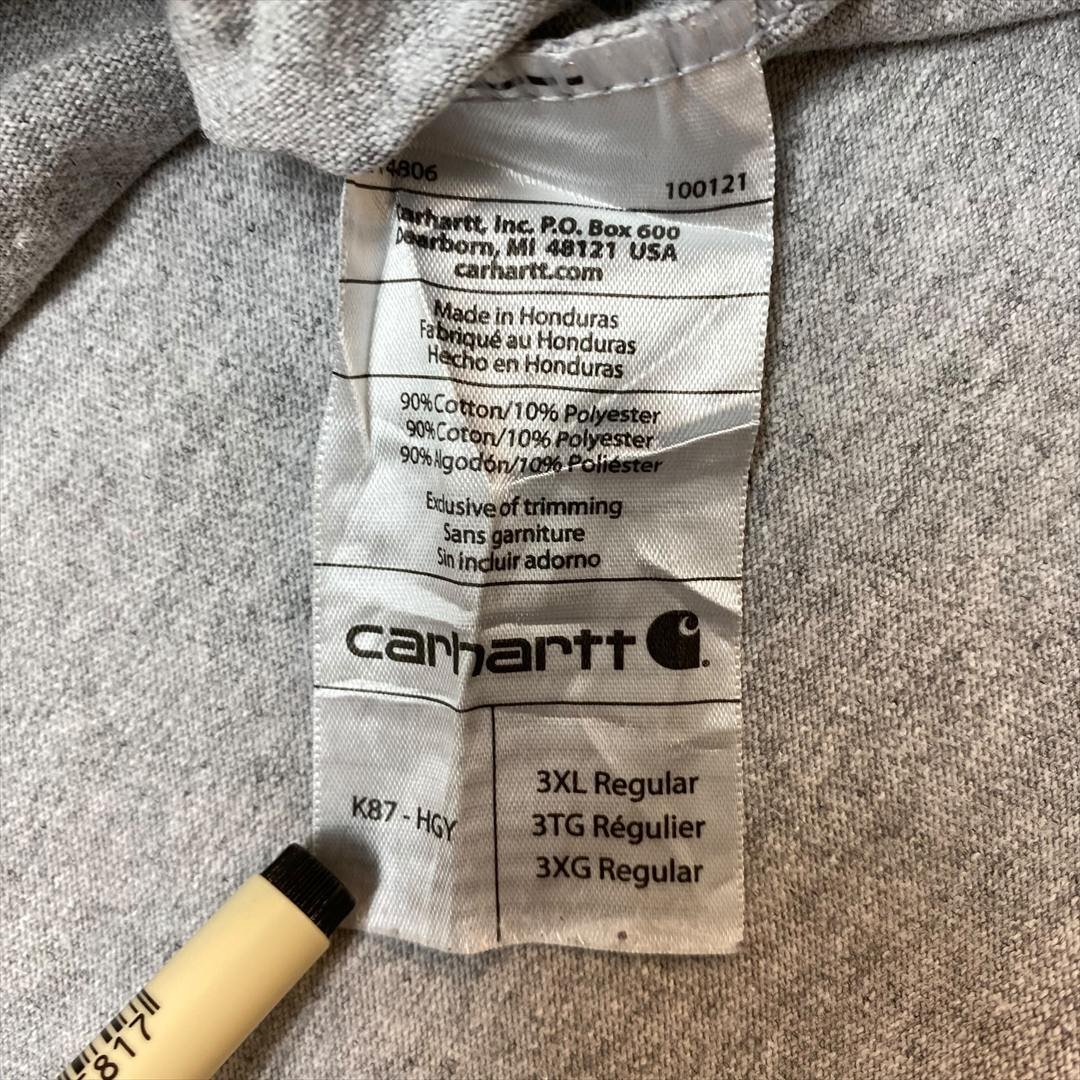 4806
100121
carhartt, Inc. P.O. Box 600
Dearborn, MI 48121 USA
carhartt.com
Made in Honduras
Fabriqué au Honduras
Hecho en Honduras
90% Cotton/10% Polyester
90% Coton/10% Polyester
90% Algodón/10% Poliéster
Exclusive of trimming
Sans garniture
Sin incluir adorno
carhartt
K87 - HGY
3XL Regular
3TG Régulier
3XG Regular
817